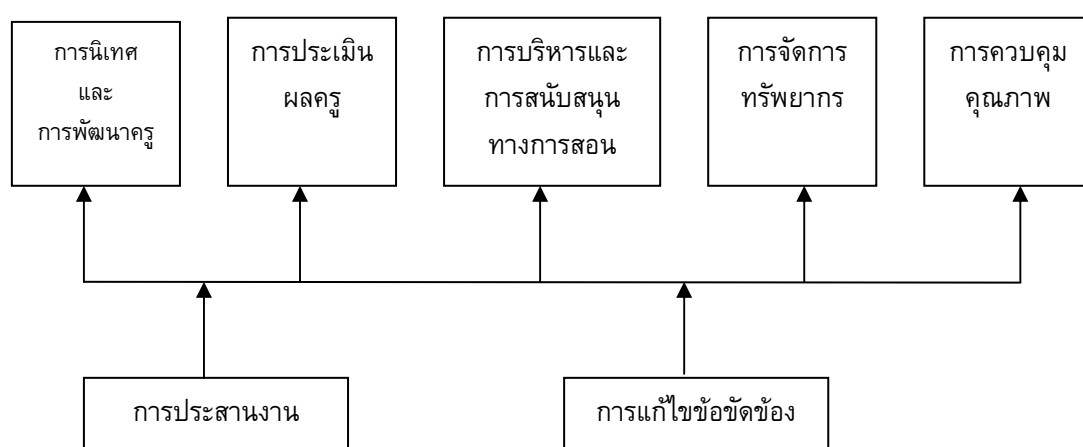 การนิเทศ
และ
การพัฒนาครู
การประเมิน
ผลครู
การบริหารและ
การสนับสนุน
ทางการสอน
การจัดการ
ทรัพยากร
การควบคุม
คุณภาพ
การประสานงาน
การแก้ไขข้อขัดข้อง